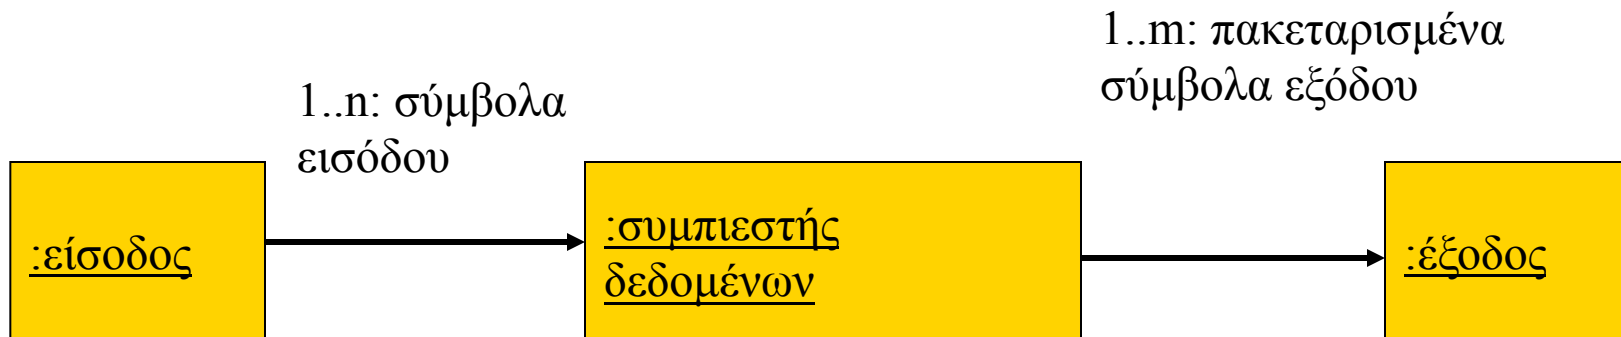 1..m: πακεταρισμένα
σύμβολα εξόδου
1..n: σύμβολα
εισόδου
:είσοδος
:συμπιεστής
δεδομένων
:έξοδος